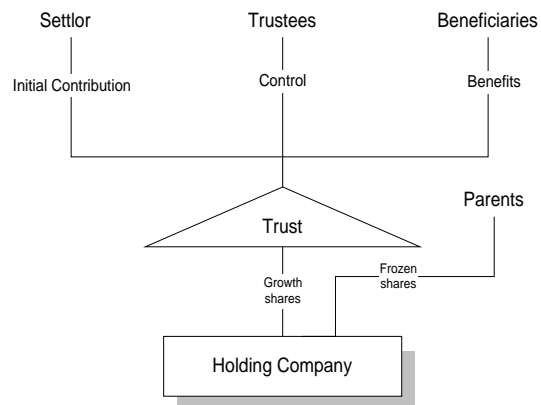 Settlor
Trustees
Beneficiaries
Initial Contribution
Control
Benefits
Parents
Trust
Growth
shares
Frozen
shares
Holding Company